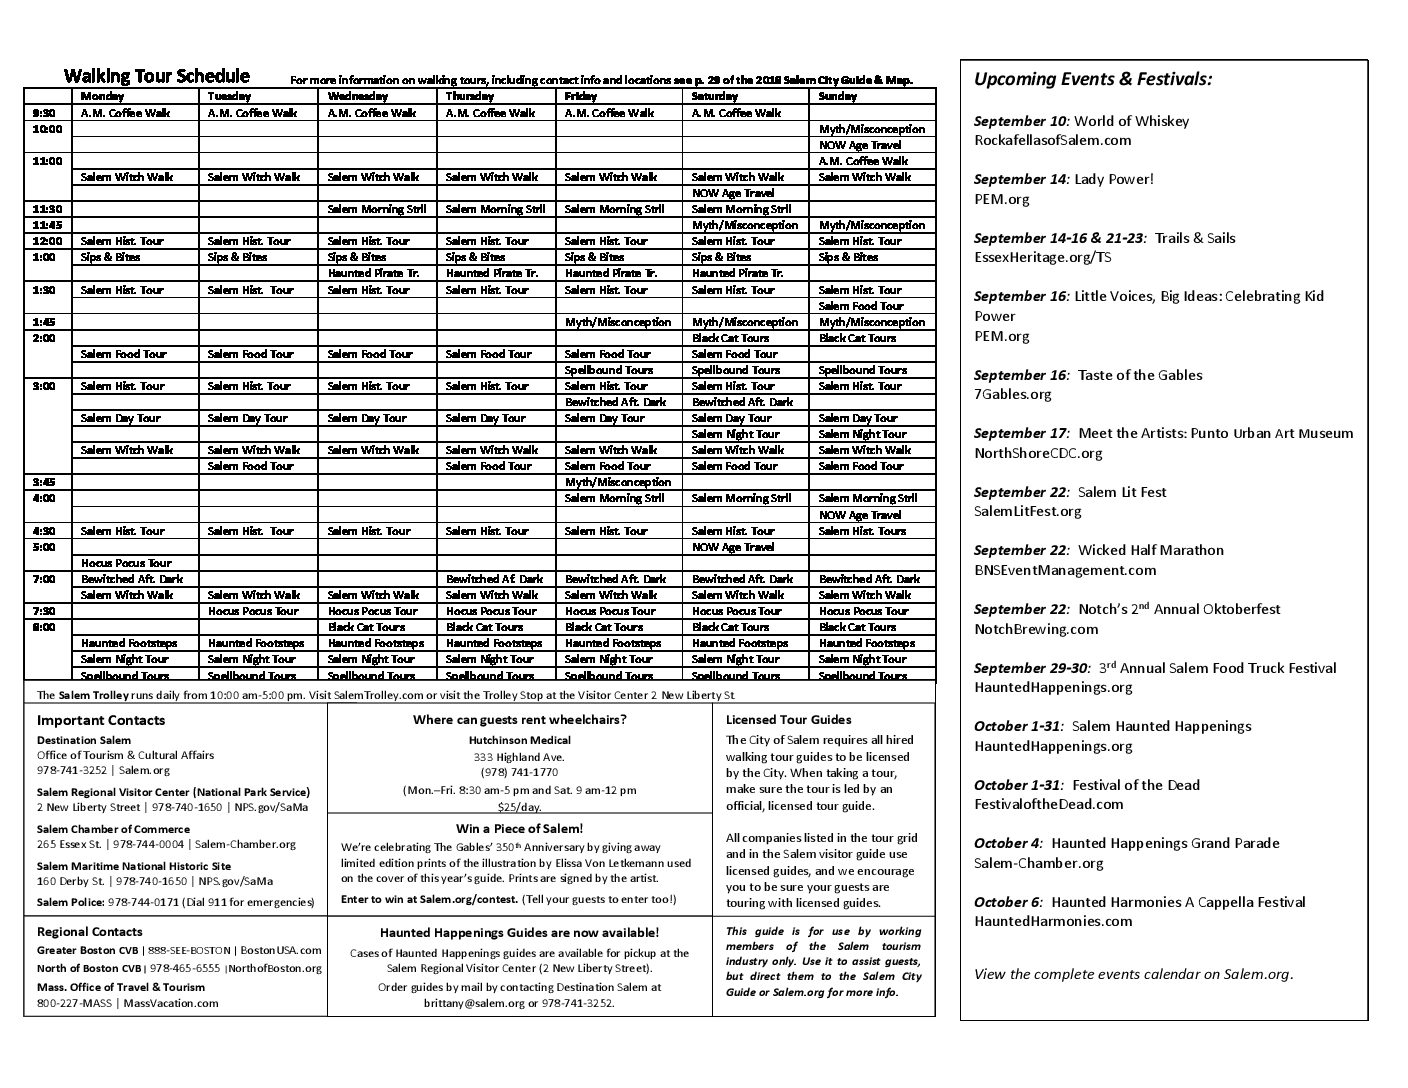 Walking Tour Schedule For more information on walking tours, including contact info and locations see p. 29 of the 2018 Salem City Guide & Map.
Monday Tuesday Wednesday Thursday Friday Saturday Sunday
9:30 A.M. Coffee Walk A.M. Coffee Walk A.M. Coffee Walk A.M. Coffee Walk A.M. Coffee Walk A.M. Coffee Walk
10:00 Myth/Misconception
NOW Age Travel
11:00 A.M. Coffee Walk
Salem Witch Walk Salem Witch Walk Salem Witch Walk Salem Witch Walk Salem Witch Walk Salem Witch Walk Salem Witch Walk
NOW Age Travel
11:30 Salem Morning Strll Salem Morning Strll Salem Morning Strll Salem Morning Strll
11:45 Myth/Misconception Myth/Misconception
12:00 Salem Hist. Tour Salem Hist. Tour Salem Hist. Tour Salem Hist. Tour Salem Hist. Tour Salem Hist. Tour Salem Hist. Tour
1:00 Sips & Bites Sips & Bites Sips & Bites Sips & Bites Sips & Bites Sips & Bites Sips & Bites
Haunted Pirate Tr. Haunted Pirate Tr. Haunted Pirate Tr. Haunted Pirate Tr.
1:30 Salem Hist. Tour Salem Hist. Tour Salem Hist. Tour Salem Hist. Tour Salem Hist. Tour Salem Hist. Tour Salem Hist. Tour
Salem Food Tour
1:45 Myth/Misconception Myth/Misconception Myth/Misconception
2:00 Black Cat Tours Black Cat Tours
Salem Food Tour Salem Food Tour Salem Food Tour Salem Food Tour Salem Food Tour Salem Food Tour
Spellbound Tours Spellbound Tours Spellbound Tours
3:00 Salem Hist. Tour Salem Hist. Tour Salem Hist. Tour Salem Hist. Tour Salem Hist. Tour Salem Hist. Tour Salem Hist. Tour
Bewitched Aft. Dark Bewitched Aft. Dark
Salem Day Tour Salem Day Tour Salem Day Tour Salem Day Tour Salem Day Tour Salem Day Tour Salem Day Tour
Salem Night Tour Salem Night Tour
Salem Witch Walk Salem Witch Walk Salem Witch Walk Salem Witch Walk Salem Witch Walk Salem Witch Walk Salem Witch Walk
Salem Food Tour Salem Food Tour Salem Food Tour Salem Food Tour Salem Food Tour
3:45 Myth/Misconception
4:00 Salem Morning Strll Salem Morning Strll Salem Morning Strll
NOW Age Travel
4:30 Salem Hist. Tour Salem Hist. Tour Salem Hist. Tour Salem Hist. Tour Salem Hist. Tour Salem Hist. Tour Salem Hist. Tours
5:00 NOW Age Travel
Hocus Pocus Tour
7:00 Bewitched Aft. Dark Bewitched Af. Dark Bewitched Aft. Dark Bewitched Aft. Dark Bewitched Aft. Dark
Salem Witch Walk Salem Witch Walk Salem Witch Walk Salem Witch Walk Salem Witch Walk Salem Witch Walk Salem Witch Walk
7:30 Hocus Pocus Tour Hocus Pocus Tour Hocus Pocus Tour Hocus Pocus Tour Hocus Pocus Tour Hocus Pocus Tour
8:00 Black Cat Tours Black Cat Tours Black Cat Tours Black Cat Tours Black Cat Tours
Haunted Footsteps Haunted Footsteps Haunted Footsteps Haunted Footsteps Haunted Footsteps Haunted Footsteps Haunted Footsteps
Salem Night Tour Salem Night Tour Salem Night Tour Salem Night Tour Salem Night Tour Salem Night Tour Salem Night Tour
Spellbound Tours Spellbound Tours Spellbound Tours Spellbound Tours Spellbound Tours Spellbound Tours Spellbound Tours
The Salem Trolley runs daily from 10:00 am-5:00 pm. Visit SalemTrolley.com or visit the Trolley Stop at the Visitor Center 2 New Liberty St.
Important Contacts
Destination Salem
Office of Tourism & Cultural Affairs
978-741-3252 | Salem.org
Salem Regional Visitor Center (National Park Service)
2 New Liberty Street | 978-740-1650 | NPS.gov/SaMa
Salem Chamber of Commerce
265 Essex St. | 978-744-0004 | Salem-Chamber.org
Salem Maritime National Historic Site
160 Derby St. | 978-740-1650 | NPS.gov/SaMa
Salem Police: 978-744-0171 (Dial 911 for emergencies)
Regional Contacts
Greater Boston CVB | 888-SEE-BOSTON | BostonUSA.com
North of Boston CVB | 978-465-6555 |NorthofBoston.org
Mass. Office of Travel & Tourism
800-227-MASS | MassVacation.com
Where can guests rent wheelchairs?
Hutchinson Medical
333 Highland Ave.
(978) 741-1770
(Mon.–Fri. 8:30 am-5 pm and Sat. 9 am-12 pm
$25/day.
Win a Piece of Salem!
We're celebrating The Gables' 350th Anniversary by giving away
limited edition prints of the illustration by Elissa Von Letkemann used
on the cover of this year's guide. Prints are signed by the artist.
Enter to win at Salem.org/contest. (Tell your guests to enter too!)
Haunted Happenings Guides are now available!
Cases of Haunted Happenings guides are available for pickup at the
Salem Regional Visitor Center (2 New Liberty Street).
Order guides by mail by contacting Destination Salem at
brittany@salem.org or 978-741-3252.
Licensed Tour Guides
The City of Salem requires all hired
walking tour guides to be licensed
by the City. When taking a tour,
make sure the tour is led by an
official, licensed tour guide.
All companies listed in the tour grid
and in the Salem visitor guide use
licensed guides, and we encourage
you to be sure your guests are
touring with licensed guides.
This guide is for use by working
members of the Salem tourism
industry only. Use it to assist guests,
but direct them to the Salem City
Guide or Salem.org for more info.
Upcoming Events & Festivals:
September 10: World of Whiskey
RockafellasofSalem.com
September 14: Lady Power!
PEM.org
September 14-16 & 21-23: Trails & Sails
EssexHeritage.org/TS
September 16: Little Voices, Big Ideas: Celebrating Kid
Power
PEM.org
September 16: Taste of the Gables
7Gables.org
September 17: Meet the Artists: Punto Urban Art Museum
NorthShoreCDC.org
September 22: Salem Lit Fest
SalemLitFest.org
September 22: Wicked Half Marathon
BNSEventManagement.com
September 22: Notch's 2nd Annual Oktoberfest
NotchBrewing.com
September 29-30: 3rd Annual Salem Food Truck Festival
HauntedHappenings.org
October 1-31: Salem Haunted Happenings
HauntedHappenings.org
October 1-31: Festival of the Dead
FestivaloftheDead.com
October 4: Haunted Happenings Grand Parade
Salem-Chamber.org
October 6: Haunted Harmonies A Cappella Festival
HauntedHarmonies.com
View the complete events calendar on Salem.org.